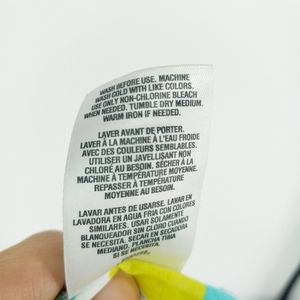 WASH BEFORE USE. MACHINE
WASH COLD WITH LIKE COLORS.
USE ONLY NON-CHLORINE BLEACH
WHEN NEEDED. TUMBLE DRY MEDIUM.
WARM IRON IF NEEDED.
LAVER AVANT DE PORTER.
LAVER À LA MACHINE À L'EAU FROIDE
AVEC DES COULEURS SEMBLABLES.
UTILISER UN JAVELLISANT NON
CHLORÉ AU BESOIN. SÉCHER À LA
MACHINE À TEMPÉRATURE MOYENNE.
REPASSER À TEMPÉRATURE
MOYENNE AU BESOIN.
LAVAR ANTES DE USARSE. LAVAR EN
LAVADORA EN AGUA FRIA CON COLORES
SIMILARES. USAR SOLAMENTE
BLANQUEADOR SIN CLORO CUANDO
SE NECESITA. SECAR EN SECADORA
MEDIANO. PLANCHA TIBIA
SI SE NECESITA.